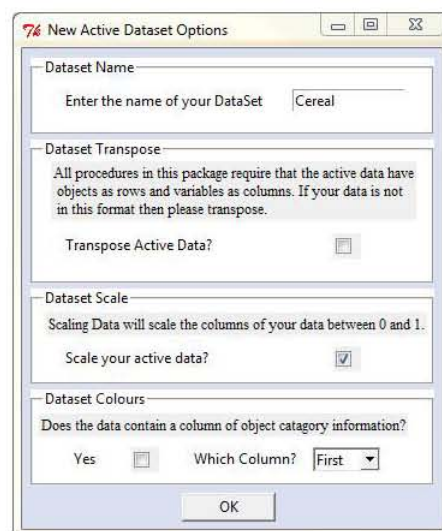 New Active Dataset Options
Dataset Name
Enter the name of your DataSet Cereal
Dataset Transpose
All procedures in this package require that the active data have
objects as rows and variables as columns. If your data is not
in this format then please transpose.
Transpose Active Data?
Dataset Scale
Scaling Data will scale the columns of your data between 0 and 1.
Scale your active data?
Dataset Colours
Does the data contain a column of object catagory information?
Yes Which Column? First
OK